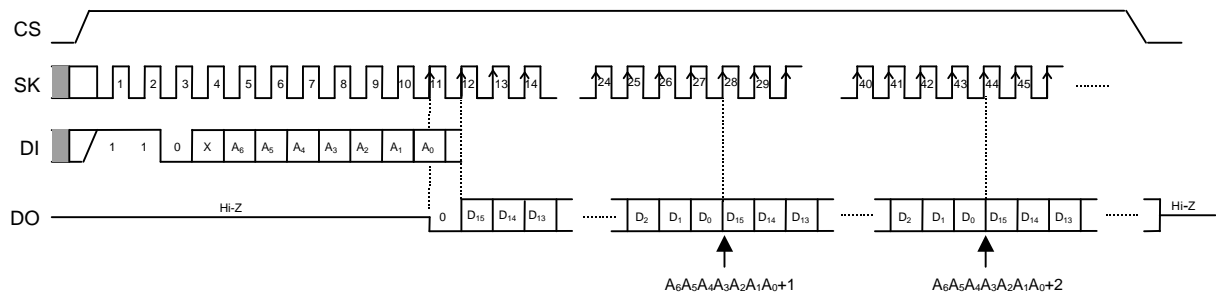 CS
SK 1 2 3 4 5 6 7 8 9 10 11 12 13 14 24 25 26 27 28 29 40 41 42 43 44 45
DI 1 1 0 X A6 A5 A4 A3 A2 A1 A0
DO Hi-Z 0 D15 D14 D13 D2 D1 D0 D15 D14 D13 D2 D1 D0 D15 D14 D13 Hi-Z
A6A5A4A3A2A1A0+1 A6A5A4A3A2A1A0+2